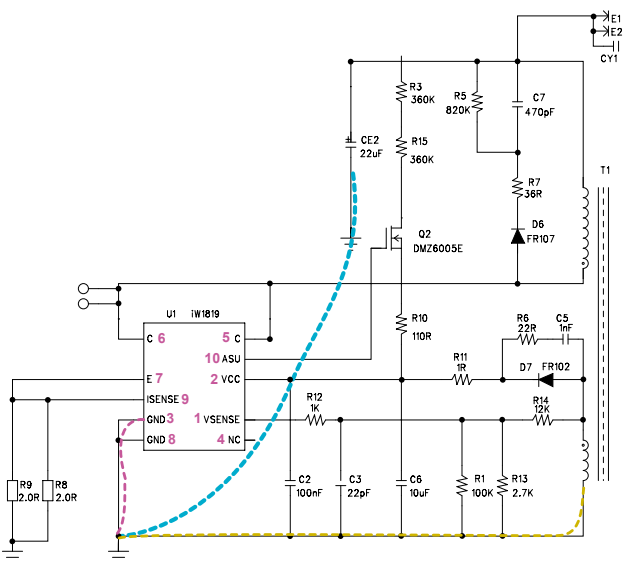 E1
E2
CY1
R3
360K
R5
820K
C7
470pF
CE2
22uF
R15
360K
T1
R7
36R
Q2
DMZ6005E
D6
FR107
U1 iW1819
R10
110R
R6
22R
C5
1nF
C 6
5 C
10 ASU
E 7
2 VCC
R11
1R
D7 FR102
ISENSE 9
R12
1K
R14
12K
GND 3
1 VSENSE
GND 8
4 NC
R9
2.0R
R8
2.0R
C2
100nF
C3
22pF
C6
10uF
R1
100K
R13
2.7K
+